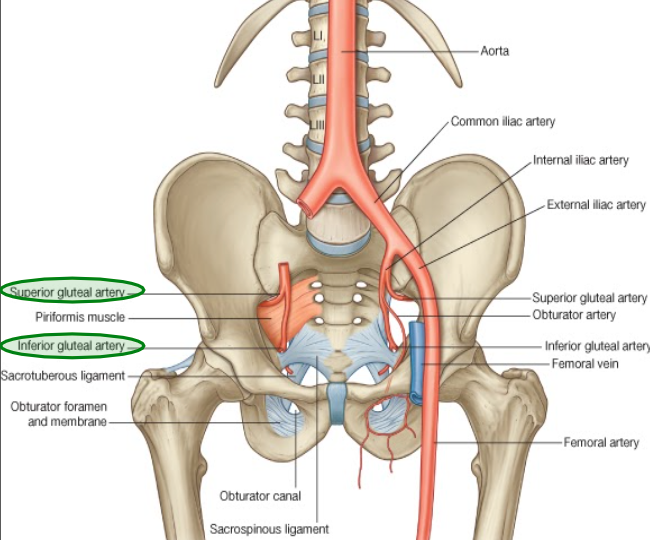 LI
Aorta
LII
LIII
Common iliac artery
Internal iliac artery
External iliac artery
Superior gluteal artery
Piriformis muscle
Inferior gluteal artery
Sacrotuberous ligament
Obturator foramen
and membrane
Superior gluteal artery
Obturator artery
Inferior gluteal artery
Femoral vein
Femoral artery
Obturator canal
Sacrospinous ligament